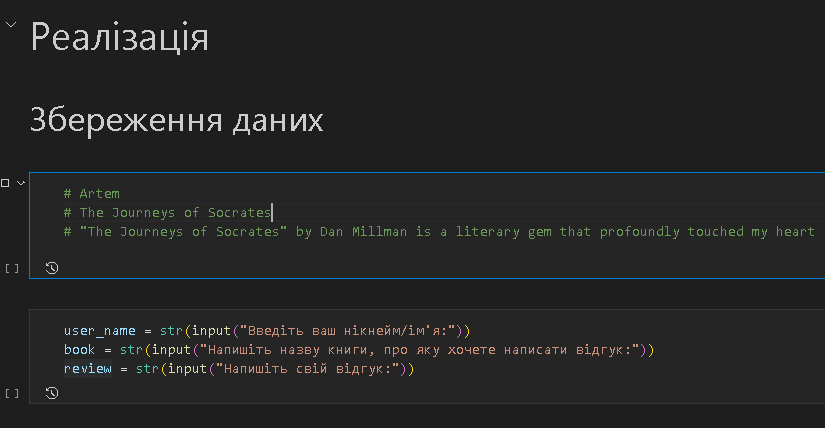 Реалізація
Збереження даних
# Artem
# The Journeys of Socrates
# "The Journeys of Socrates" by Dan Millman is a literary gem that profoundly touched my heart
[ ]
user_name = str(input("Введіть ваш нікнейм/ім'я:"))
book = str(input("Напишіть назву книги, про яку хочете написати відгук:"))
review = str(input("Напишіть свій відгук:"))
[ ]